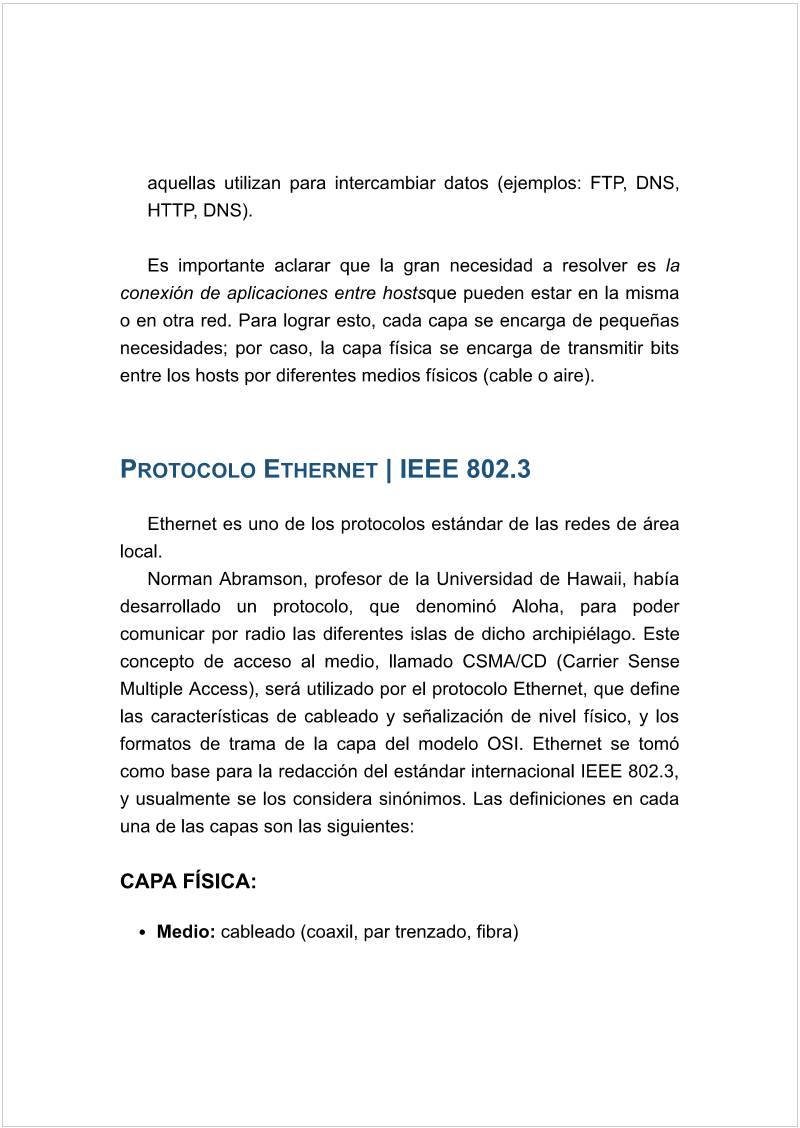 aquellas utilizan para intercambiar datos (ejemplos: FTP, DNS,
HTTP, DNS).
Es importante aclarar que la gran necesidad a resolver es la
conexión de aplicaciones entre hostsque pueden estar en la misma
o en otra red. Para lograr esto, cada capa se encarga de pequeñas
necesidades; por caso, la capa física se encarga de transmitir bits
entre los hosts por diferentes medios físicos (cable o aire).
PROTOCOLO ETHERNET | IEEE 802.3
Ethernet es uno de los protocolos estándar de las redes de área
local.
Norman Abramson, profesor de la Universidad de Hawaii, había
desarrollado un protocolo, que denominó Aloha, para poder
comunicar por radio las diferentes islas de dicho archipiélago. Este
concepto de acceso al medio, llamado CSMA/CD (Carrier Sense
Multiple Access), será utilizado por el protocolo Ethernet, que define
las características de cableado y señalización de nivel físico, y los
formatos de trama de la capa del modelo OSI. Ethernet se tomó
como base para la redacción del estándar internacional IEEE 802.3,
y usualmente se los considera sinónimos. Las definiciones en cada
una de las capas son las siguientes:
CAPA FÍSICA:
• Medio: cableado (coaxil, par trenzado, fibra)